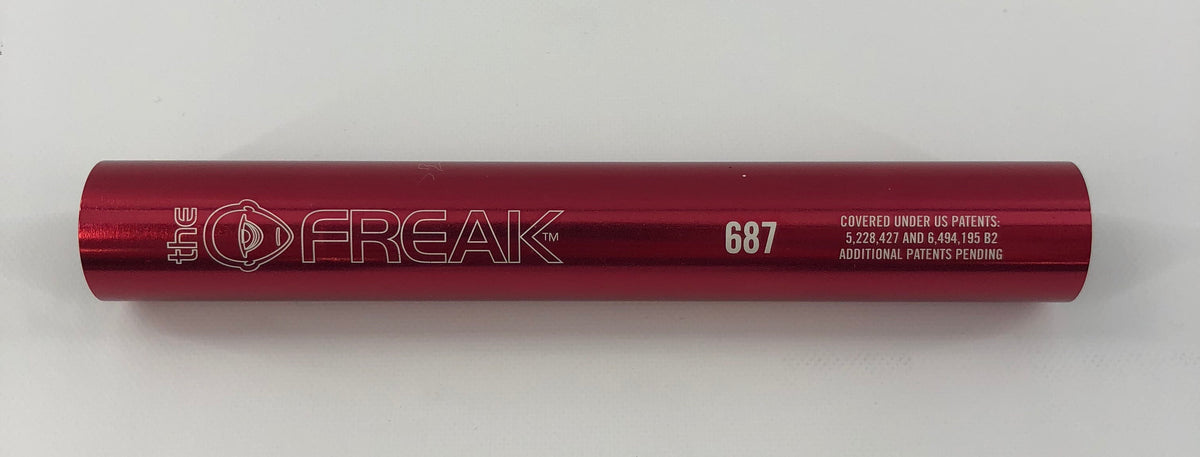 the FREAK™
687
COVERED UNDER US PATENTS:
5,228,427 AND 6,494,195 B2
ADDITIONAL PATENTS PENDING